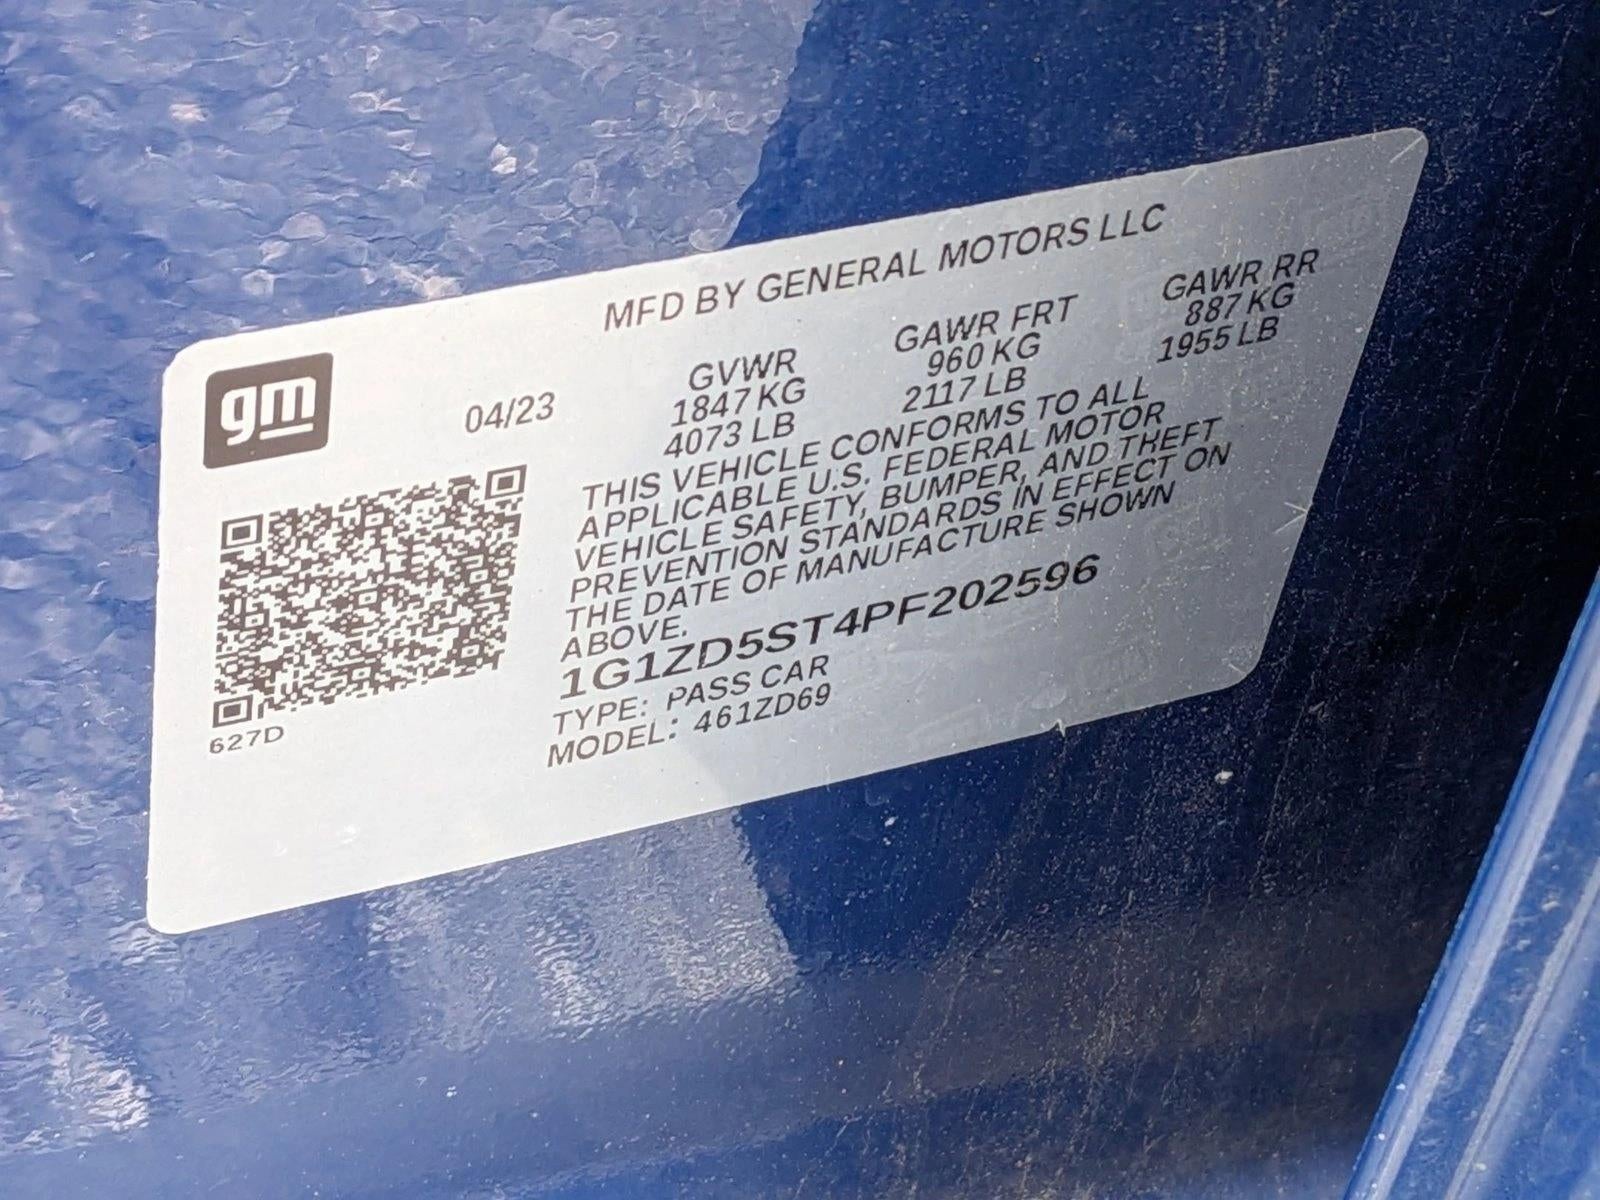 MFD BY GENERAL MOTORS LLC
gm
04/23
GVWR GAWR FRT GAWR RR
1847 KG 960 KG 887 KG
4073 LB 2117 LB 1955 LB
THIS VEHICLE CONFORMS TO ALL
APPLICABLE U.S. FEDERAL MOTOR
VEHICLE SAFETY, BUMPER, AND THEFT
PREVENTION STANDARDS IN EFFECT ON
THE DATE OF MANUFACTURE SHOWN
ABOVE.
1G1ZD5ST4PF202596
TYPE: PASS CAR
MODEL: 461ZD69
627D